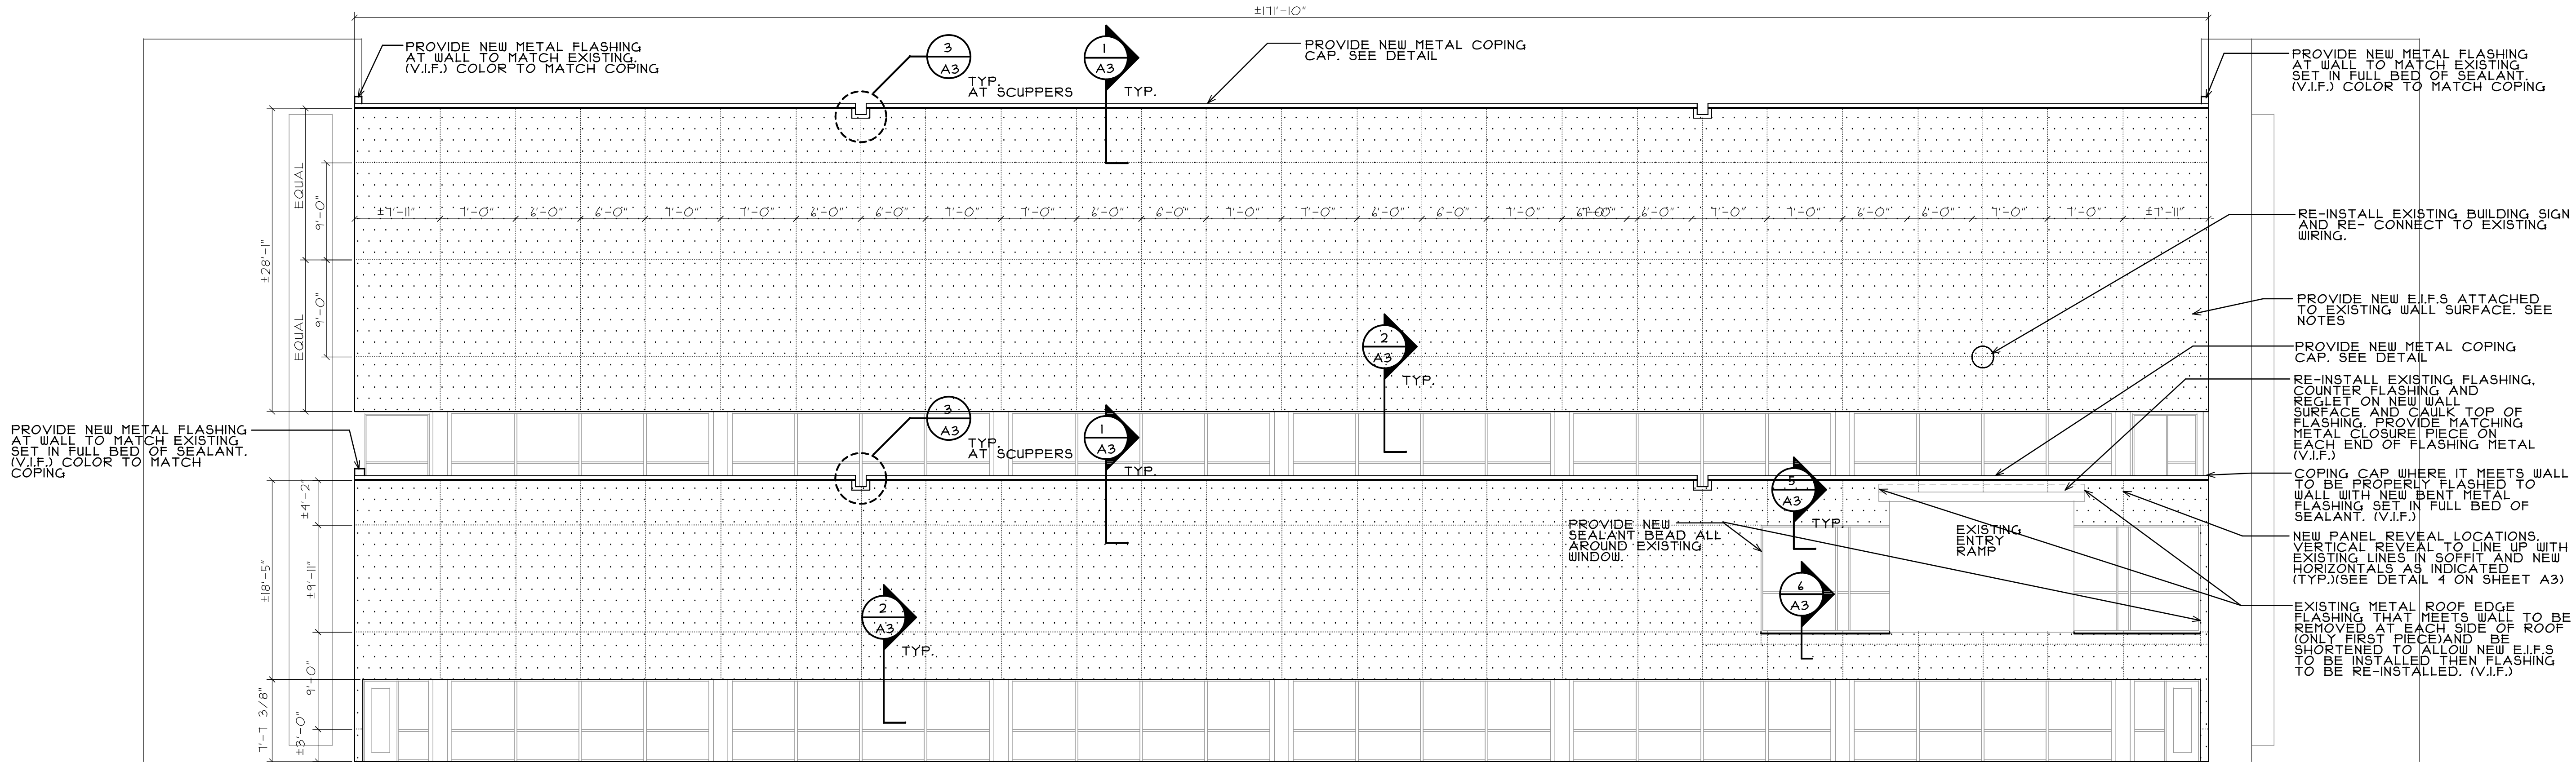 ±171'-10"
PROVIDE NEW METAL FLASHING
AT WALL TO MATCH EXISTING.
(V.I.F.) COLOR TO MATCH COPING
3
A3
TYP.
AT SCUPPERS
1
A3
TYP.
PROVIDE NEW METAL COPING
CAP. SEE DETAIL
PROVIDE NEW METAL FLASHING
AT WALL TO MATCH EXISTING
SET IN FULL BED OF SEALANT.
(V.I.F.) COLOR TO MATCH COPING
EQUAL
9'-0"
±28'-1"
EQUAL
9'-0"
±7'-11"
7'-0"
6'-0"
6'-0"
7'-0"
7'-0"
6'-0"
6'-0"
7'-0"
7'-0"
6'-0"
6'-0"
7'-0"
7'-0"
6'-0"
6'-0"
7'-0"
6'-0"
7'-0"
7'-0"
6'-0"
6'-0"
7'-0"
7'-0"
±7'-11"
RE-INSTALL EXISTING BUILDING SIGN
AND RE- CONNECT TO EXISTING
WIRING.
PROVIDE NEW E.I.F.S ATTACHED
TO EXISTING WALL SURFACE. SEE
NOTES
2
A3
TYP.
PROVIDE NEW METAL COPING
CAP. SEE DETAIL
RE-INSTALL EXISTING FLASHING,
COUNTER FLASHING AND
REGLET ON NEW WALL
SURFACE AND CAULK TOP OF
FLASHING. PROVIDE MATCHING
METAL CLOSURE PIECE ON
EACH END OF FLASHING METAL
(V.I.F.)
PROVIDE NEW METAL FLASHING
AT WALL TO MATCH EXISTING
SET IN FULL BED OF SEALANT.
(V.I.F.) COLOR TO MATCH
COPING
3
A3
TYP.
AT SCUPPERS
1
A3
TYP.
COPING CAP WHERE IT MEETS WALL
TO BE PROPERLY FLASHED TO
WALL WITH NEW BENT METAL
FLASHING SET IN FULL BED OF
SEALANT. (V.I.F.)
±4'-2"
±18'-5"
±9'-11"
5
A3
TYP.
PROVIDE NEW
SEALANT BEAD ALL
AROUND EXISTING
WINDOW.
EXISTING
ENTRY
RAMP
NEW PANEL REVEAL LOCATIONS.
VERTICAL REVEAL TO LINE UP WITH
EXISTING LINES IN SOFFIT AND NEW
HORIZONTALS AS INDICATED
(TYP.)(SEE DETAIL 4 ON SHEET A3)
6
A3
2
A3
TYP.
EXISTING METAL ROOF EDGE
FLASHING THAT MEETS WALL TO BE
REMOVED AT EACH SIDE OF ROOF
(ONLY FIRST PIECE)AND BE
SHORTENED TO ALLOW NEW E.I.F.S
TO BE INSTALLED THEN FLASHING
TO BE RE-INSTALLED. (V.I.F.)
9'-0"
7'-7 3/8"
±3'-0"